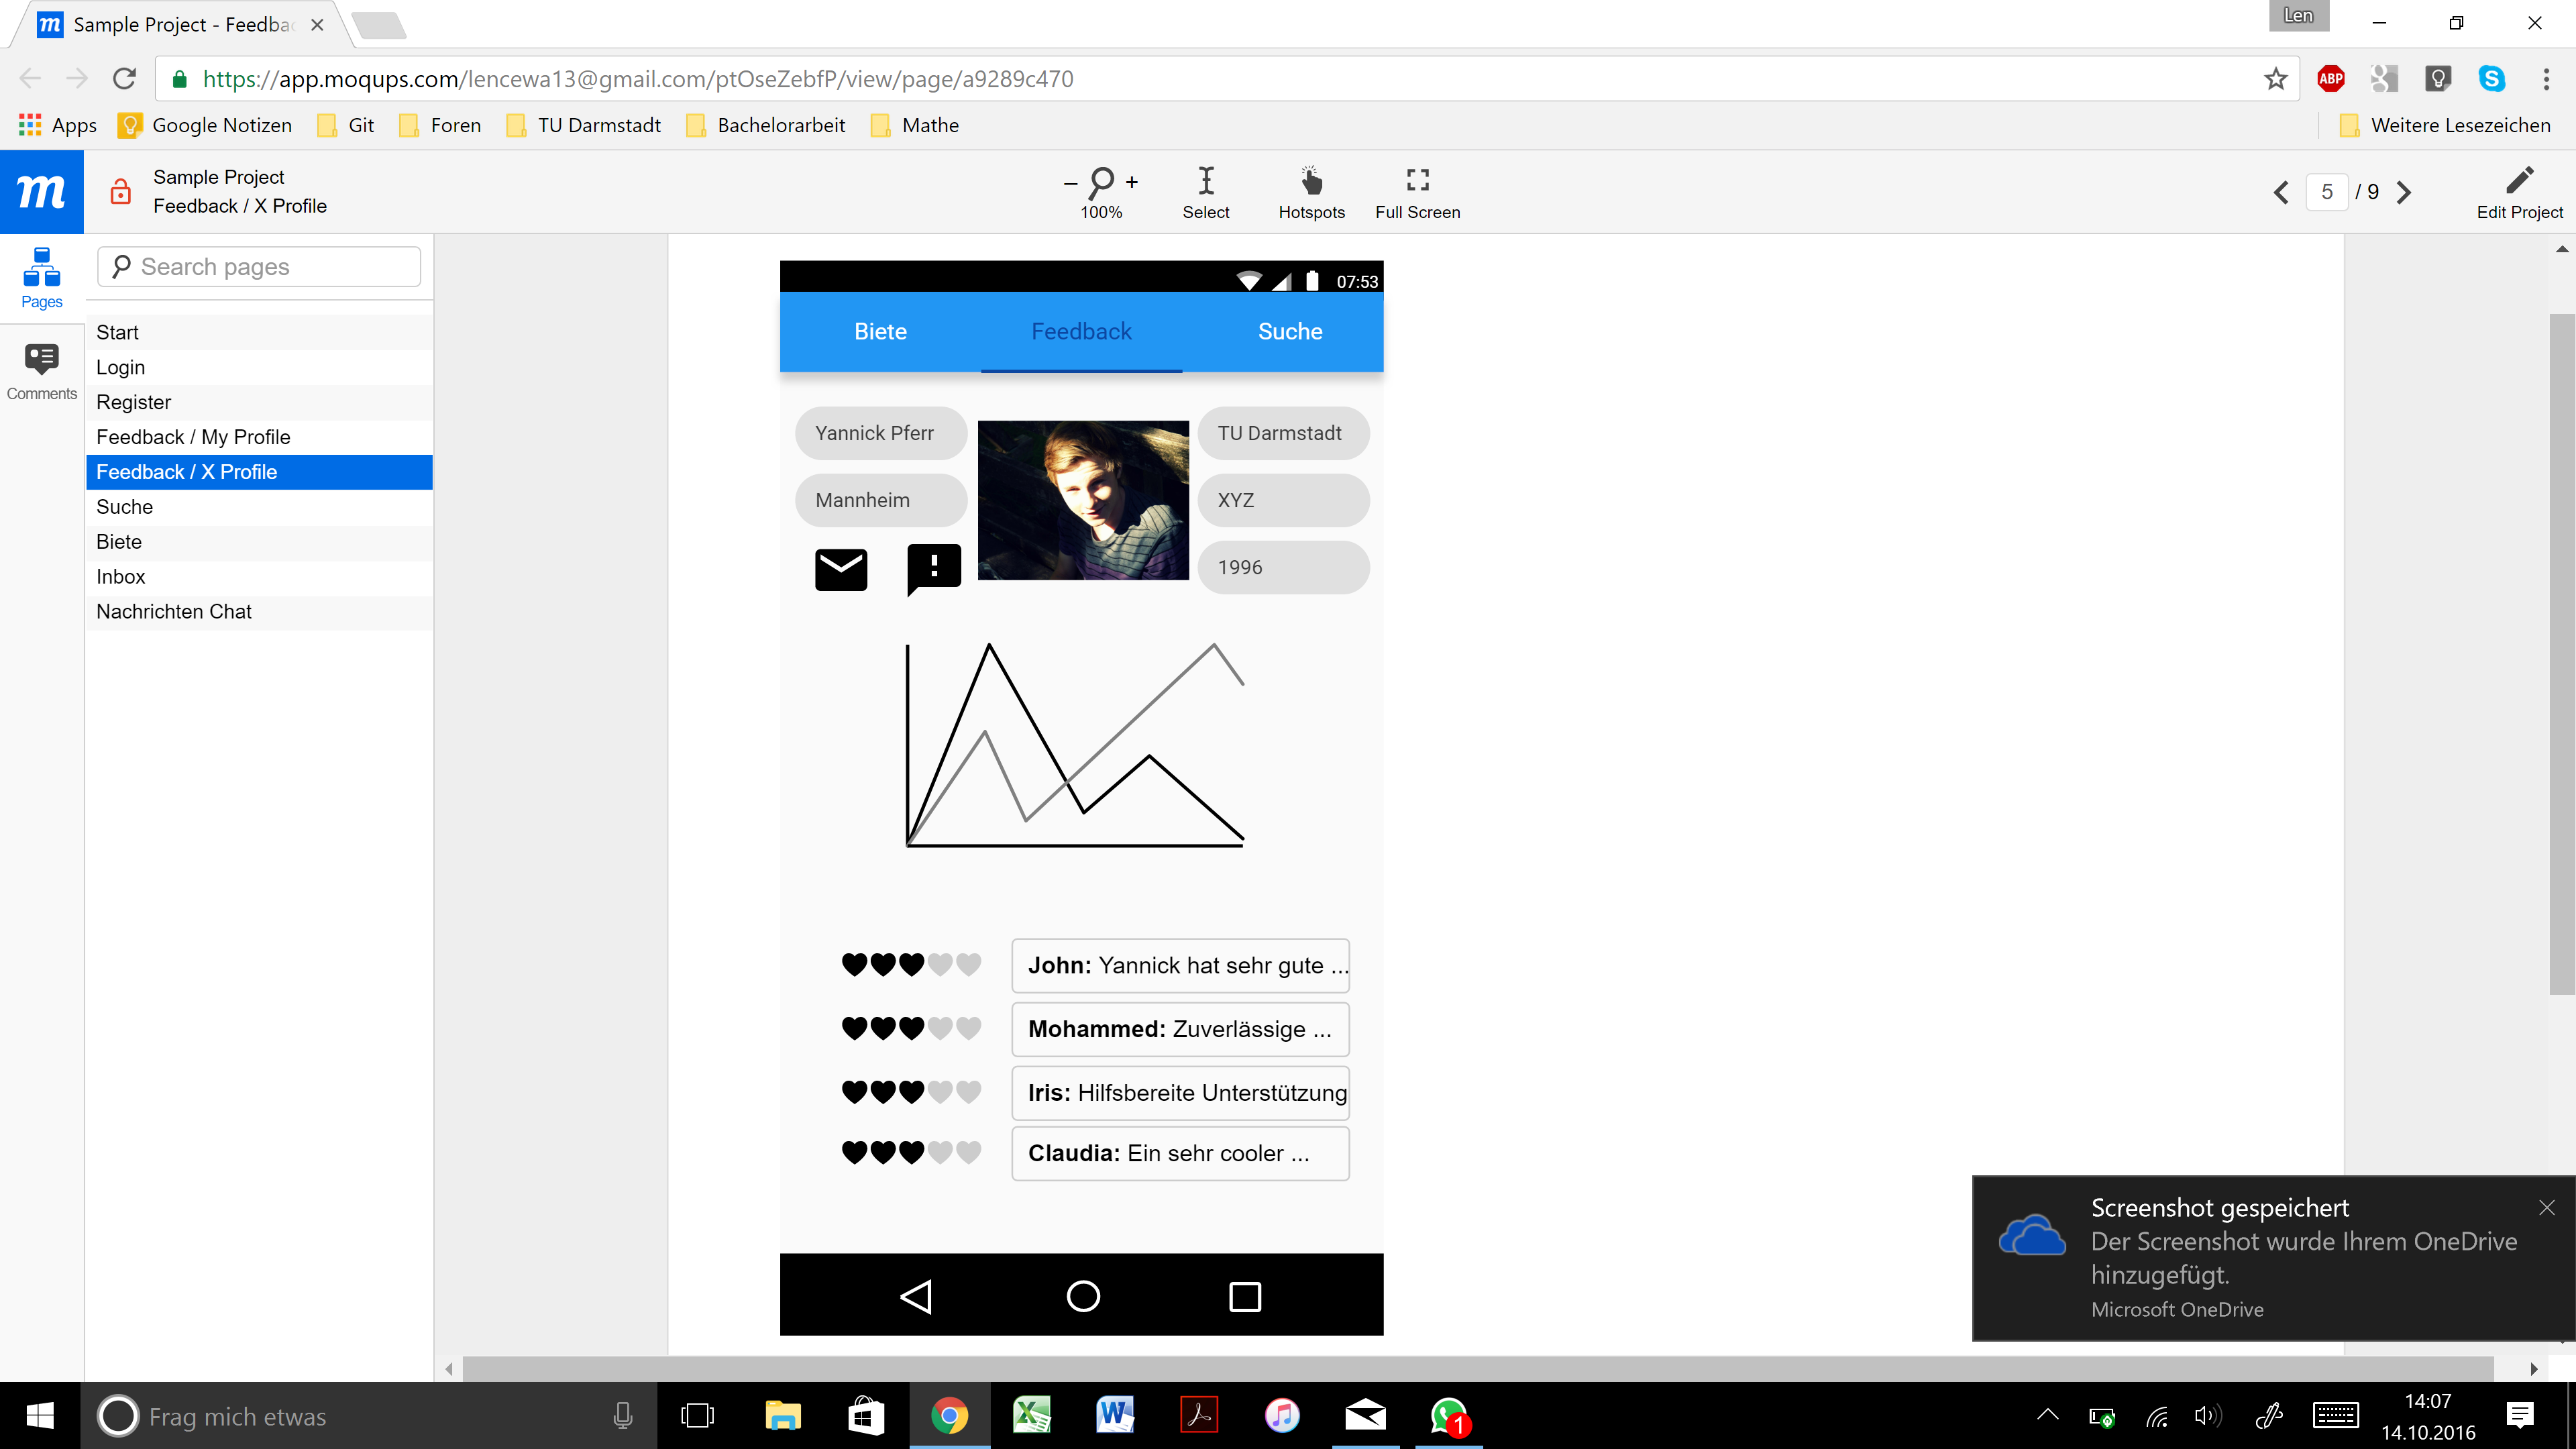 Sample Project - Feedba
Len
https://app.moqups.com/lencewa13@gmail.com/ptOseZebfP/view/page/a9289c470
ABP
Apps
Google Notizen
Git
Foren
TU Darmstadt
Bachelorarbeit
Mathe
Weitere Lesezeichen
m
Sample Project
Feedback / X Profile
100%
Select
Hotspots
Full Screen
5 / 9
Edit Project
Pages
Comments
Search pages
Start
Login
Register
Feedback / My Profile
Feedback / X Profile
Suche
Biete
Inbox
Nachrichten Chat
07:53
Biete
Feedback
Suche
Yannick Pferr
TU Darmstadt
Mannheim
XYZ
1996
John: Yannick hat sehr gute ...
Mohammed: Zuverlässige ...
Iris: Hilfsbereite Unterstützung
Claudia: Ein sehr cooler ...
Screenshot gespeichert
Der Screenshot wurde Ihrem OneDrive
hinzugefügt.
Microsoft OneDrive
Frag mich etwas
1
14:07
14.10.2016